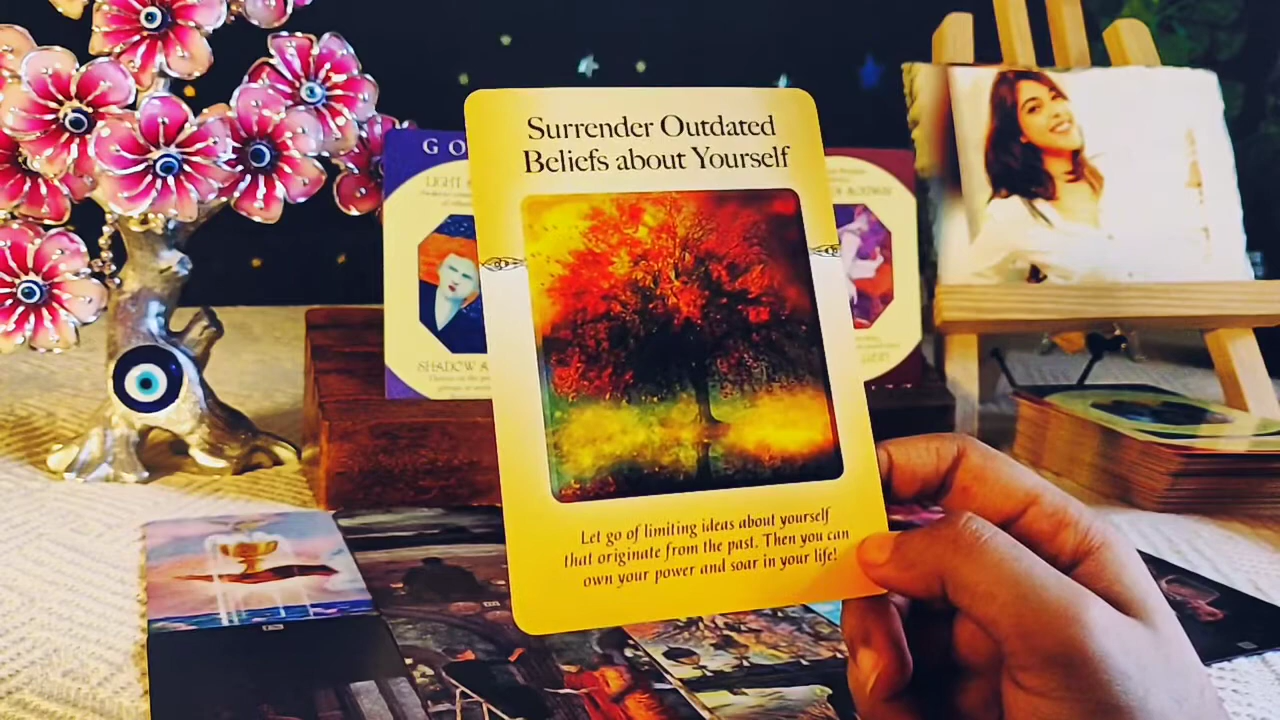 Surrender Outdated
Beliefs about Yourself
Let go of limiting ideas about yourself
that originate from the past. Then you can
own your power and soar in your life!
GO
LIGHT
SHADOW A